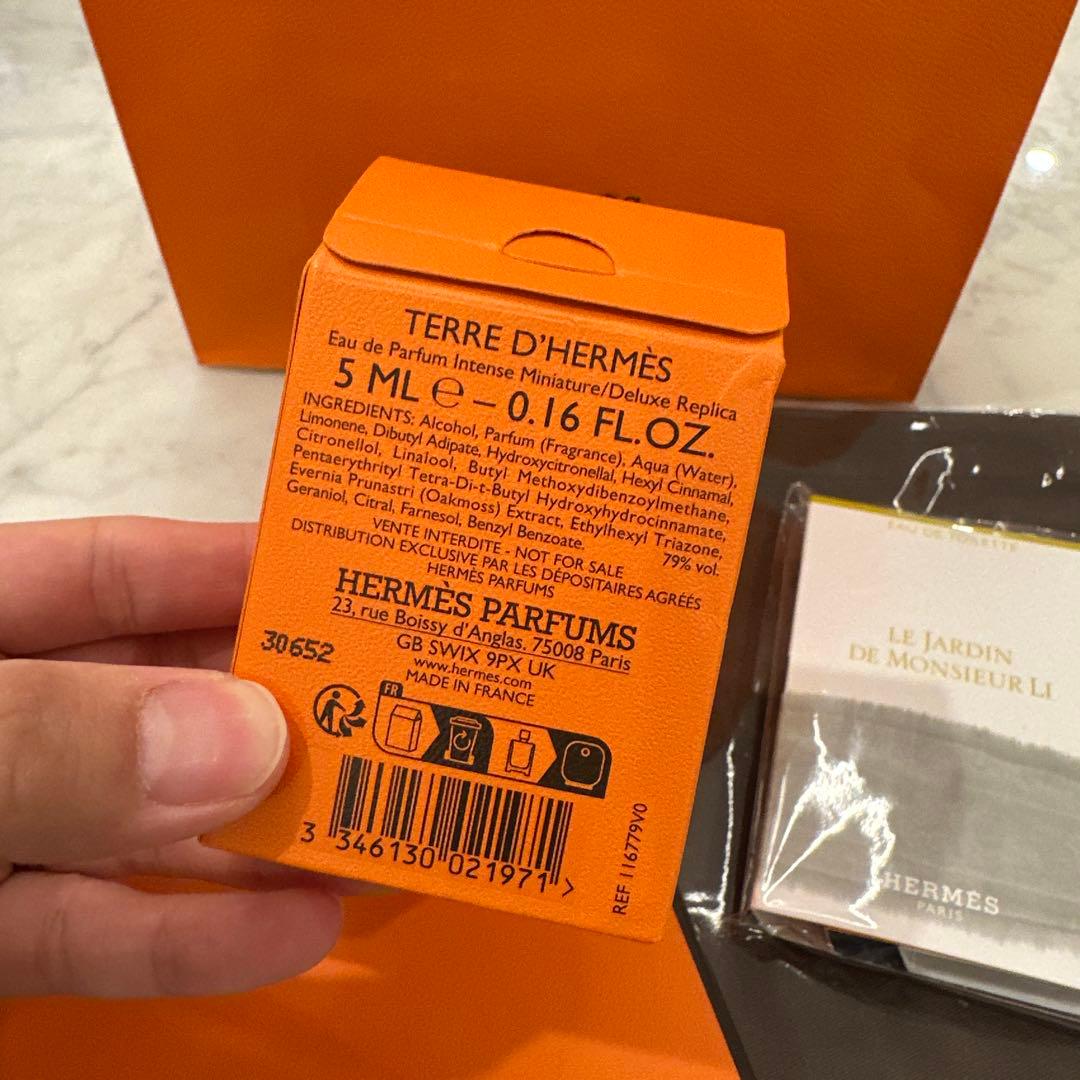 TERRE D'HERMÈS
Eau de Parfum Intense Miniature/Deluxe Replica
5 ML ℮ – 0.16 FL.OZ.
INGREDIENTS: Alcohol, Parfum (Fragrance), Aqua (Water),
Limonene, Dibutyl Adipate, Hydroxycitronellal, Hexyl Cinnamal,
Citronellol, Linalool, Butyl Methoxydibenzoylmethane,
Pentaerythrityl Tetra-Di-t-Butyl Hydroxyhydrocinnamate,
Evernia Prunastri (Oakmoss) Extract, Ethylhexyl Triazone,
Geraniol, Citral, Farnesol, Benzyl Benzoate. 79% vol.
VENTE INTERDITE - NOT FOR SALE
DISTRIBUTION EXCLUSIVE PAR LES DÉPOSITAIRES AGRÉÉS
HERMÈS PARFUMS
HERMÈS PARFUMS
23, rue Boissy d'Anglas. 75008 Paris
GB SWIX 9PX UK
www.hermes.com
MADE IN FRANCE
30652
FR
3 346130 021971 >
REF 116779V0
EAU DE TOILETTE
LE JARDIN
DE MONSIEUR LI
HERMÈS
PARIS